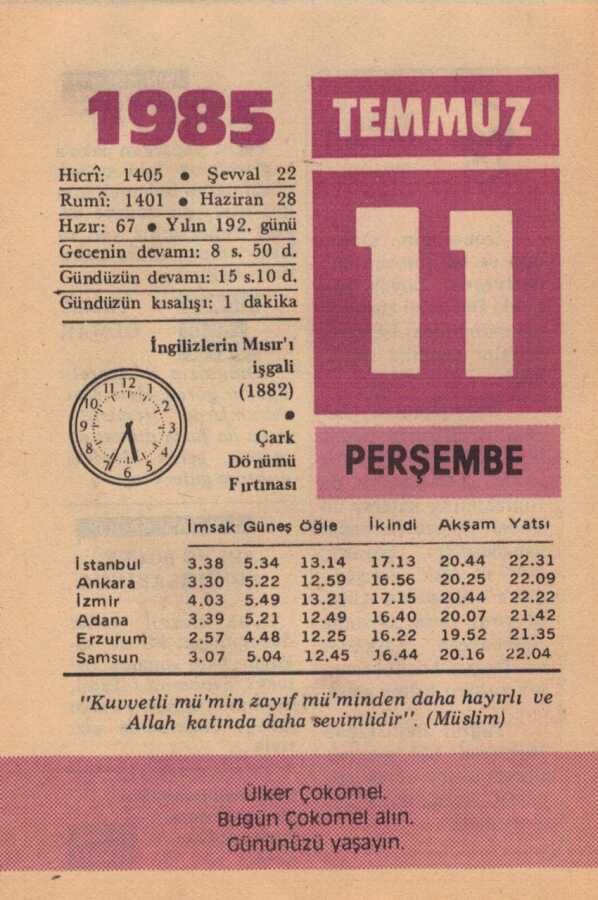 1985
TEMMUZ
Hicrî: 1405 • Şevval 22
Rumî: 1401 • Haziran 28
Hızır: 67 • Yılın 192. günü
Gecenin devamı: 8 s. 50 d.
Gündüzün devamı: 15 s.10 d.
Gündüzün kısalışı: 1 dakika
11
İngilizlerin Mısır'ı
işgali
(1882)
•
Çark
Dönümü
Fırtınası
12 1 2 3 4 5 6 7 8 9 10 11
PERŞEMBE
İmsak Güneş Öğle İkindi Akşam Yatsı
İstanbul 3.38 5.34 13.14 17.13 20.44 22.31
Ankara 3.30 5.22 12.59 16.56 20.25 22.09
İzmir 4.03 5.49 13.21 17.15 20.44 22.22
Adana 3.39 5.21 12.49 16.40 20.07 21.42
Erzurum 2.57 4.48 12.25 16.22 19.52 21.35
Samsun 3.07 5.04 12.45 16.44 20.16 22.04
"Kuvvetli mü'min zayıf mü'minden daha hayırlı ve
Allah katında daha sevimlidir". (Müslim)
Ülker Çokomel.
Bugün Çokomel alın.
Gününüzü yaşayın.